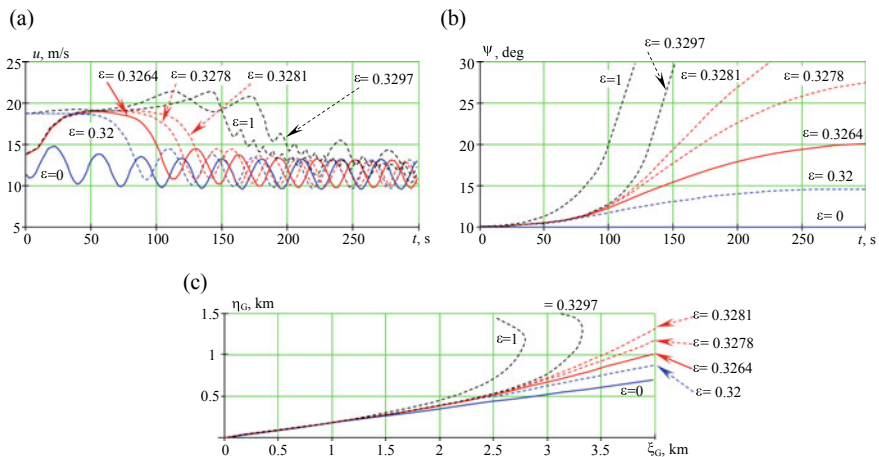 (a)
u, m/s
ε= 0.3264
ε= 0.3278
ε= 0.3281
ε= 0.3297
ε=1
ε= 0.32
ε=0
25
20
15
10
5
0
50
100
150
200
250
t, s
(b)
Ψ, deg
ε= 0.3297
ε=1
ε= 0.3281
ε= 0.3278
ε= 0.3264
ε= 0.32
ε=0
30
25
20
15
10
0
50
100
150
200
250
t, s
(c)
ηG, km
= 0.3297
ε=1
ε= 0.3281
ε= 0.3278
ε= 0.3264
ε= 0.32
ε=0
1.5
1
0.5
0
0.5
1
1.5
2
2.5
3
3.5
ξG, km